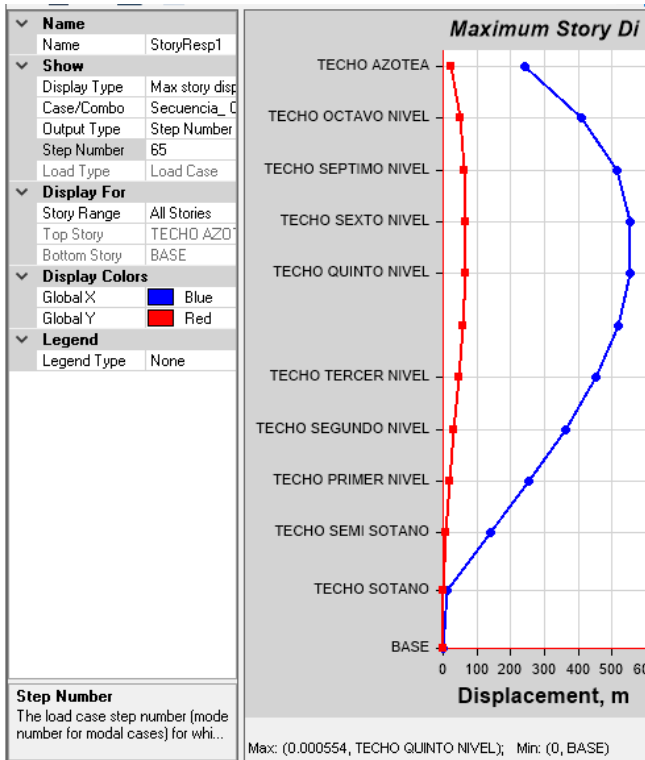 Name
Name StoryResp1
Show
Display Type Max story disp
Case/Combo Secuencia_
Output Type Step Number
Step Number 65
Load Type Load Case
Display For
Story Range All Stories
Top Story TECHO AZOT
Bottom Story BASE
Display Colors
Global X Blue
Global Y Red
Legend
Legend Type None
Step Number
The load case step number (mode
number for modal cases) for whi...
Maximum Story Di
TECHO AZOTEA
TECHO OCTAVO NIVEL
TECHO SEPTIMO NIVEL
TECHO SEXTO NIVEL
TECHO QUINTO NIVEL
TECHO TERCER NIVEL
TECHO SEGUNDO NIVEL
TECHO PRIMER NIVEL
TECHO SEMI SOTANO
TECHO SOTANO
BASE
0 100 200 300 400 500
Displacement, m
Max: (0.000554, TECHO QUINTO NIVEL); Min: (0, BASE)